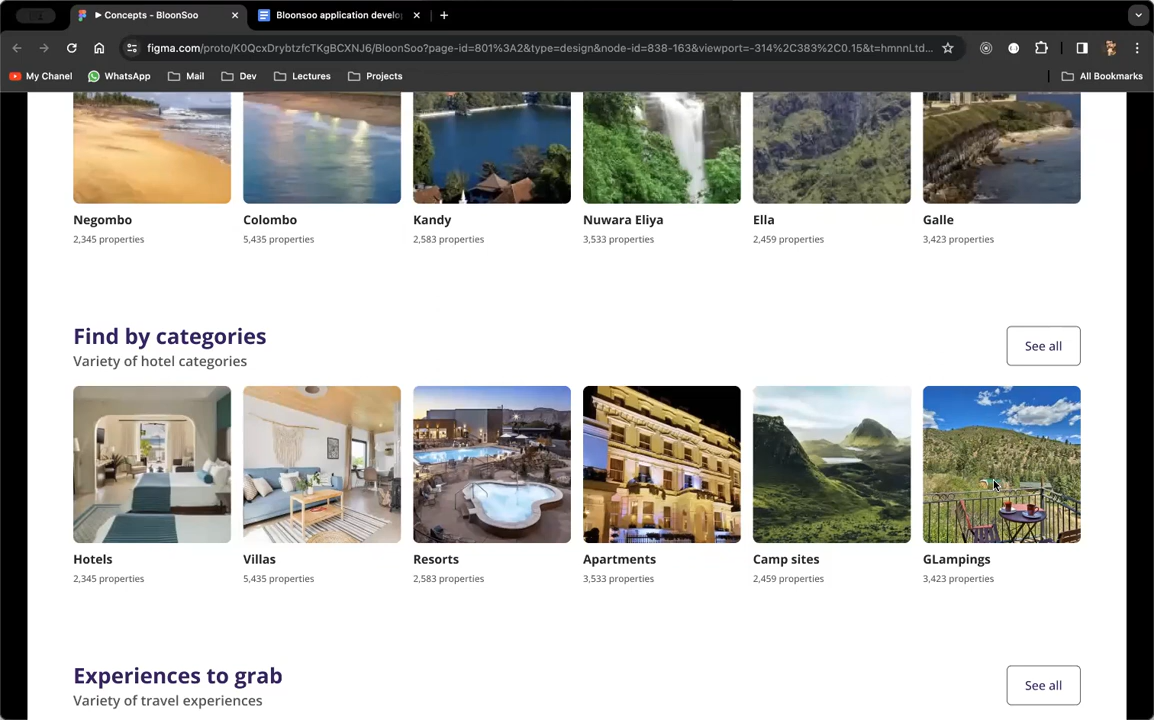 Concepts - BloonSoo
Bloonsoo application develo
figma.com/proto/K0QcxDrybtzfcTKgBCXNJ6/BloonSoo?page-id=801%3A2&type=design&node-id=838-163&viewport=-314%2C383%2C0.15&t=hmnnLtd...
My Chanel
WhatsApp
Mail
Dev
Lectures
Projects
All Bookmarks
Negombo
Colombo
Kandy
Nuwara Eliya
Ella
Galle
2,345 properties
5,435 properties
2,583 properties
3,533 properties
2,459 properties
3,423 properties
Find by categories
See all
Variety of hotel categories
Hotels
Villas
Resorts
Apartments
Camp sites
GLampings
2,345 properties
5,435 properties
2,583 properties
3,533 properties
2,459 properties
3,423 properties
Experiences to grab
See all
Variety of travel experiences